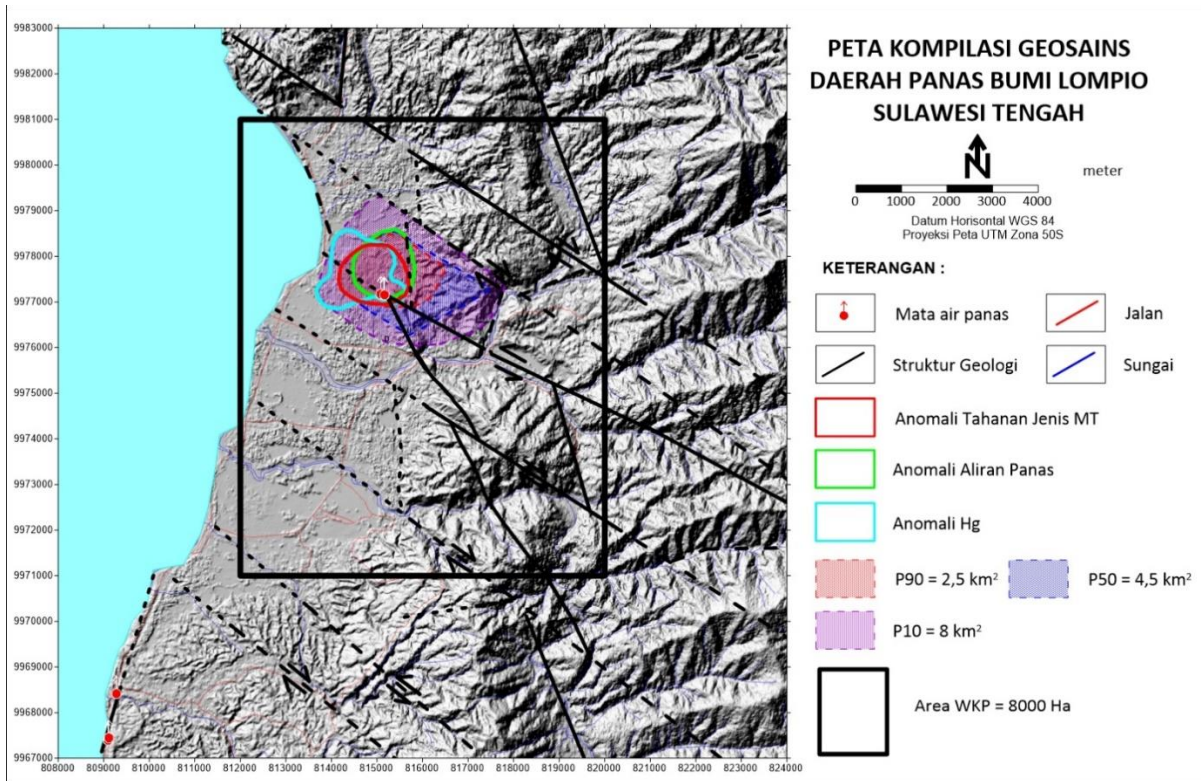 PETA KOMPILASI GEOSAINS
DAERAH PANAS BUMI LOMPIO
SULAWESI TENGAH
N
meter
0 1000 2000 3000 4000
Datum Horisontal WGS 84
Proyeksi Peta UTM Zona 50S
KETERANGAN :
Mata air panas
Jalan
Struktur Geologi
Sungai
Anomali Tahanan Jenis MT
Anomali Aliran Panas
Anomali Hg
P90 = 2,5 km²
P50 = 4,5 km²
P10 = 8 km²
Area WKP = 8000 Ha
9983000
9982000
9981000
9980000
9979000
9978000
9977000
9976000
9975000
9974000
9973000
9972000
9971000
9970000
9969000
9968000
9967000
808000 809000 810000 811000 812000 813000 814000 815000 816000 817000 818000 819000 820000 821000 822000 823000 824000